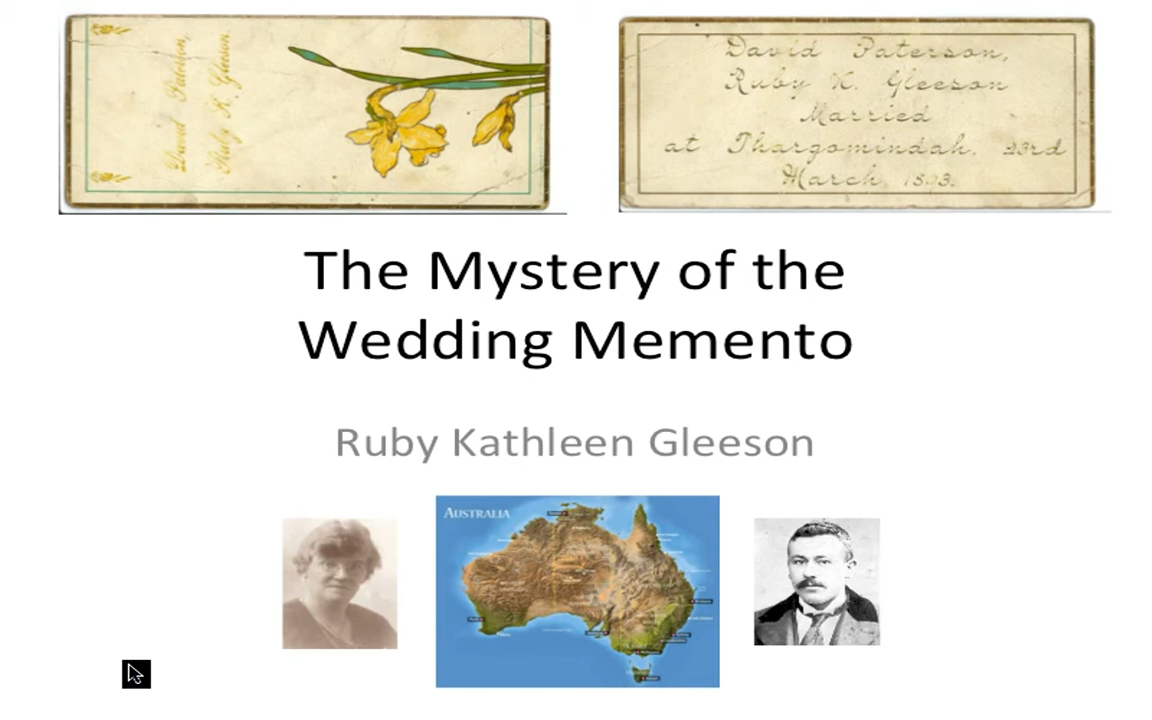 David Paterson,
Ruby K. Gleeson.
David Paterson,
Ruby K. Gleeson
Married
at Thargomindah. 23rd
March, 1893.
The Mystery of the
Wedding Memento
Ruby Kathleen Gleeson
AUSTRALIA